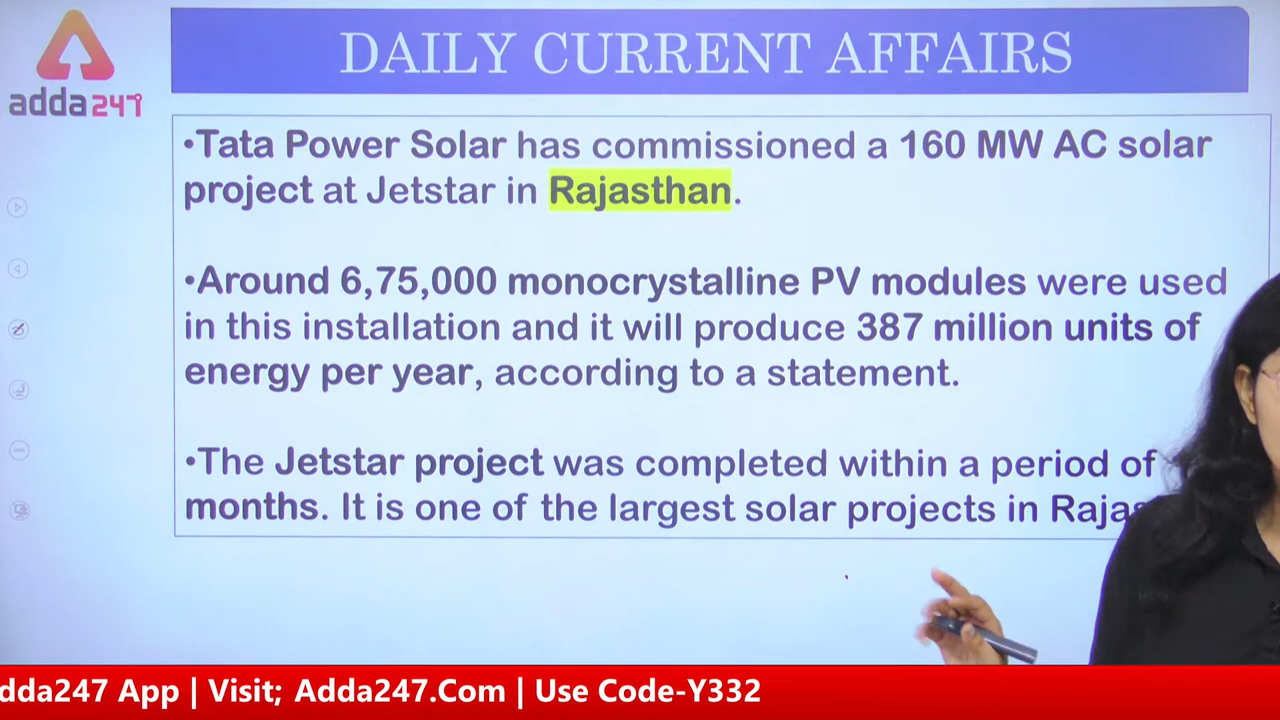 DAILY CURRENT AFFAIRS
adda247
•Tata Power Solar has commissioned a 160 MW AC solar
project at Jetstar in Rajasthan.
•Around 6,75,000 monocrystalline PV modules were used
in this installation and it will produce 387 million units of
energy per year, according to a statement.
•The Jetstar project was completed within a period of
months. It is one of the largest solar projects in
dda247 App | Visit; Adda247.Com | Use Code-Y332